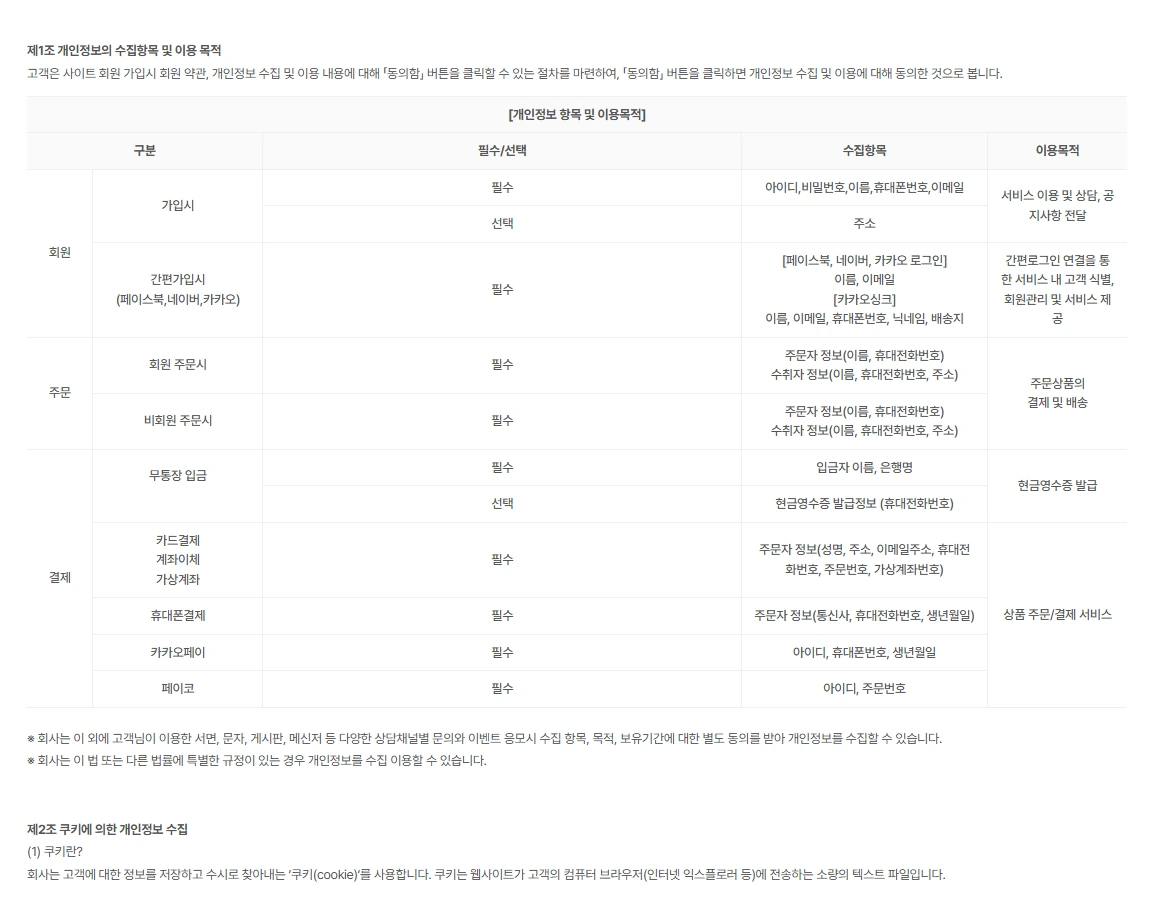 제1조 개인정보의 수집항목 및 이용 목적
고객은 사이트 회원 가입시 회원 약관, 개인정보 수집 및 이용 내용에 대해 「동의함」 버튼을 클릭할 수 있는 절차를 마련하여, 「동의함」 버튼을 클릭하면 개인정보 수집 및 이용에 대해 동의한 것으로 봅니다.
[개인정보 항목 및 이용목적]
구분 필수/선택 수집항목 이용목적
회원
가입시
필수
아이디,비밀번호,이름,휴대폰번호,이메일
서비스 이용 및 상담, 공
지사항 전달
선택
주소
간편가입시
(페이스북,네이버,카카오)
필수
[페이스북, 네이버, 카카오 로그인]
이름, 이메일
[카카오싱크]
이름, 이메일, 휴대폰번호, 닉네임, 배송지
간편로그인 연결을 통
한 서비스 내 고객 식별,
회원관리 및 서비스 제
공
주문
회원 주문시
필수
주문자 정보(이름, 휴대전화번호)
수취자 정보(이름, 휴대전화번호, 주소)
주문상품의
결제 및 배송
비회원 주문시
필수
주문자 정보(이름, 휴대전화번호)
수취자 정보(이름, 휴대전화번호, 주소)
결제
무통장 입금
필수
입금자 이름, 은행명
현금영수증 발급
선택
현금영수증 발급정보 (휴대전화번호)
카드결제
계좌이체
가상계좌
필수
주문자 정보(성명, 주소, 이메일주소, 휴대전
화번호, 주문번호, 가상계좌번호)
상품 주문/결제 서비스
휴대폰결제
필수
주문자 정보(통신사, 휴대전화번호, 생년월일)
카카오페이
필수
아이디, 휴대폰번호, 생년월일
페이코
필수
아이디, 주문번호
※ 회사는 이 외에 고객님이 이용한 서면, 문자, 게시판, 메신저 등 다양한 상담채널별 문의와 이벤트 응모시 수집 항목, 목적, 보유기간에 대한 별도 동의를 받아 개인정보를 수집할 수 있습니다.
※ 회사는 이 법 또는 다른 법률에 특별한 규정이 있는 경우 개인정보를 수집 이용할 수 있습니다.
제2조 쿠키에 의한 개인정보 수집
(1) 쿠키란?
회사는 고객에 대한 정보를 저장하고 수시로 찾아내는 '쿠키(cookie)'를 사용합니다. 쿠키는 웹사이트가 고객의 컴퓨터 브라우저(인터넷 익스플로러 등)에 전송하는 소량의 텍스트 파일입니다.